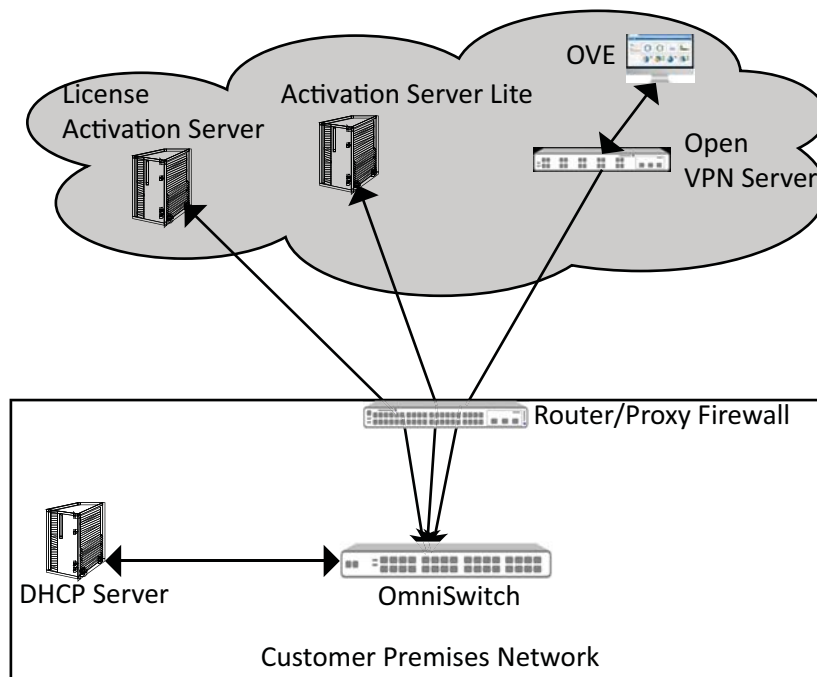 OVE
License
Activation Server
Activation Server Lite
Open
VPN Server
Router/Proxy Firewall
DHCP Server
OmniSwitch
Customer Premises Network